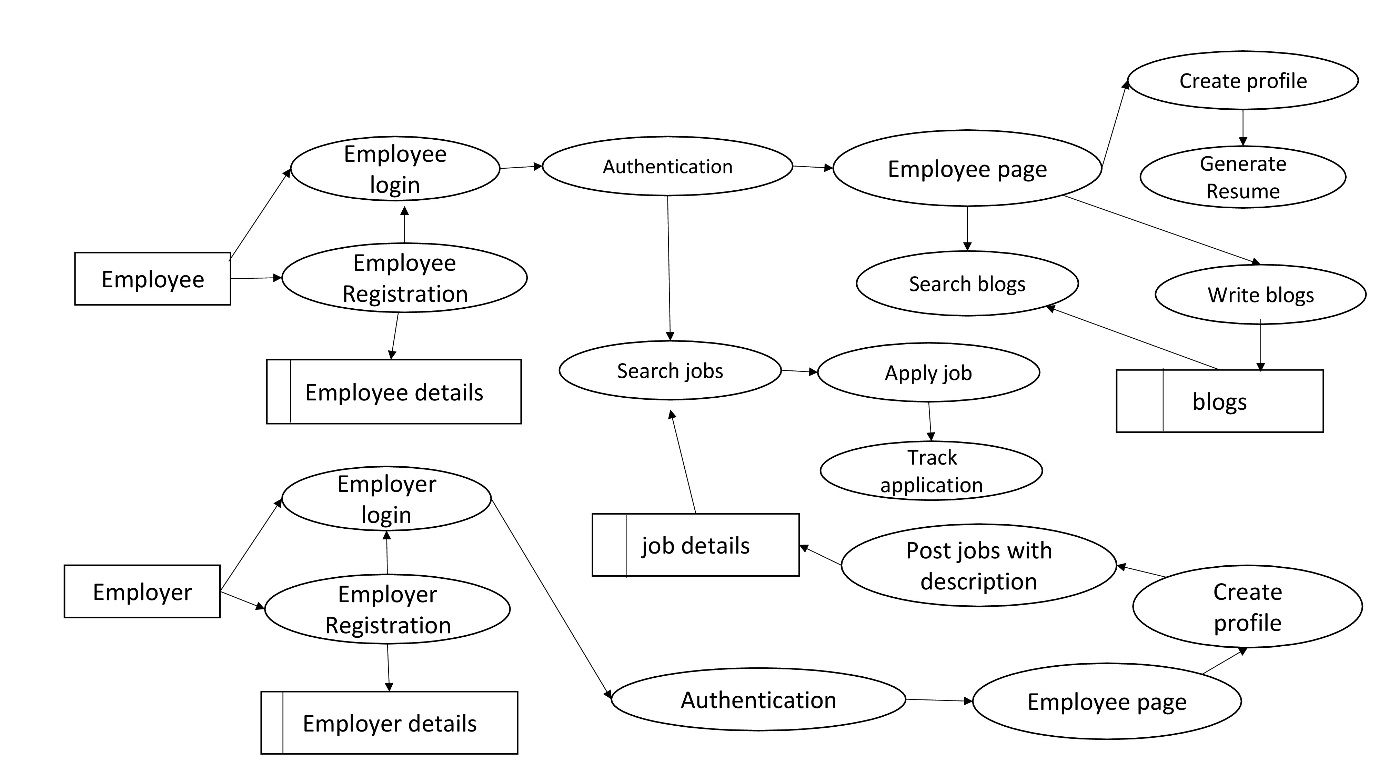 Create profile
Generate
Resume
Employee
login
Authentication
Employee page
Employee
Employee
Registration
Search blogs
Write blogs
Employee details
Search jobs
Apply job
blogs
Track
application
Employer
login
job details
Post jobs with
description
Employer
Employer
Registration
Create
profile
Employer details
Authentication
Employee page